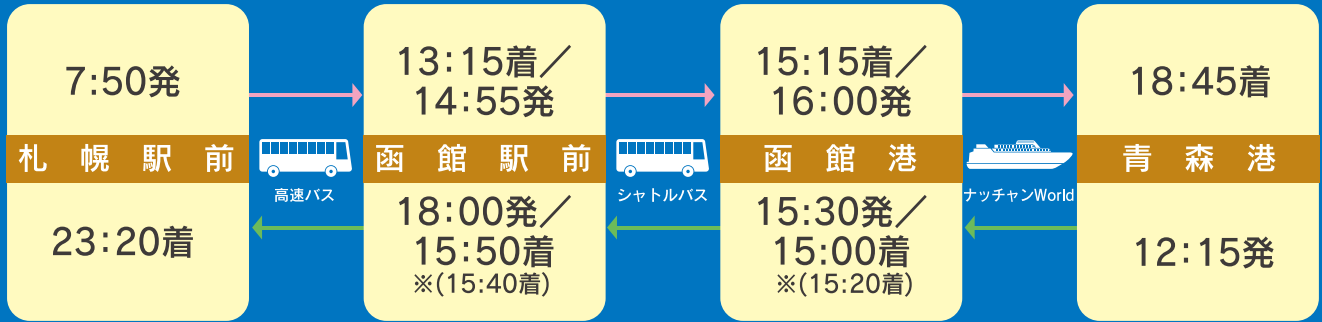 7:50発
札幌駅前
23:20着
高速バス
13:15着／
14:55発
函館駅前
18:00発／
15:50着
※(15:40着)
シャトルバス
15:15着／
16:00発
函館港
15:30発／
15:00着
※(15:20着)
ナッチャンWorld
18:45着
青森港
12:15発